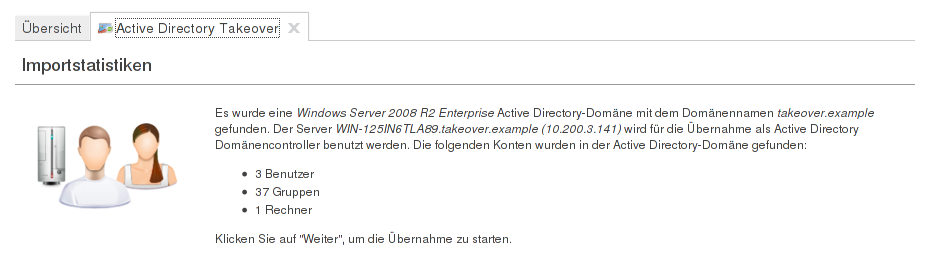 Übersicht Active Directory Takeover
Importstatistiken
Es wurde eine Windows Server 2008 R2 Enterprise Active Directory-Domäne mit dem Domänennamen takeover.example
gefunden. Der Server WIN-125IN6TLA89.takeover.example (10.200.3.141) wird für die Übernahme als Active Directory
Domänencontroller benutzt werden. Die folgenden Konten wurden in der Active Directory-Domäne gefunden:
• 3 Benutzer
• 37 Gruppen
• 1 Rechner
Klicken Sie auf "Weiter", um die Übernahme zu starten.